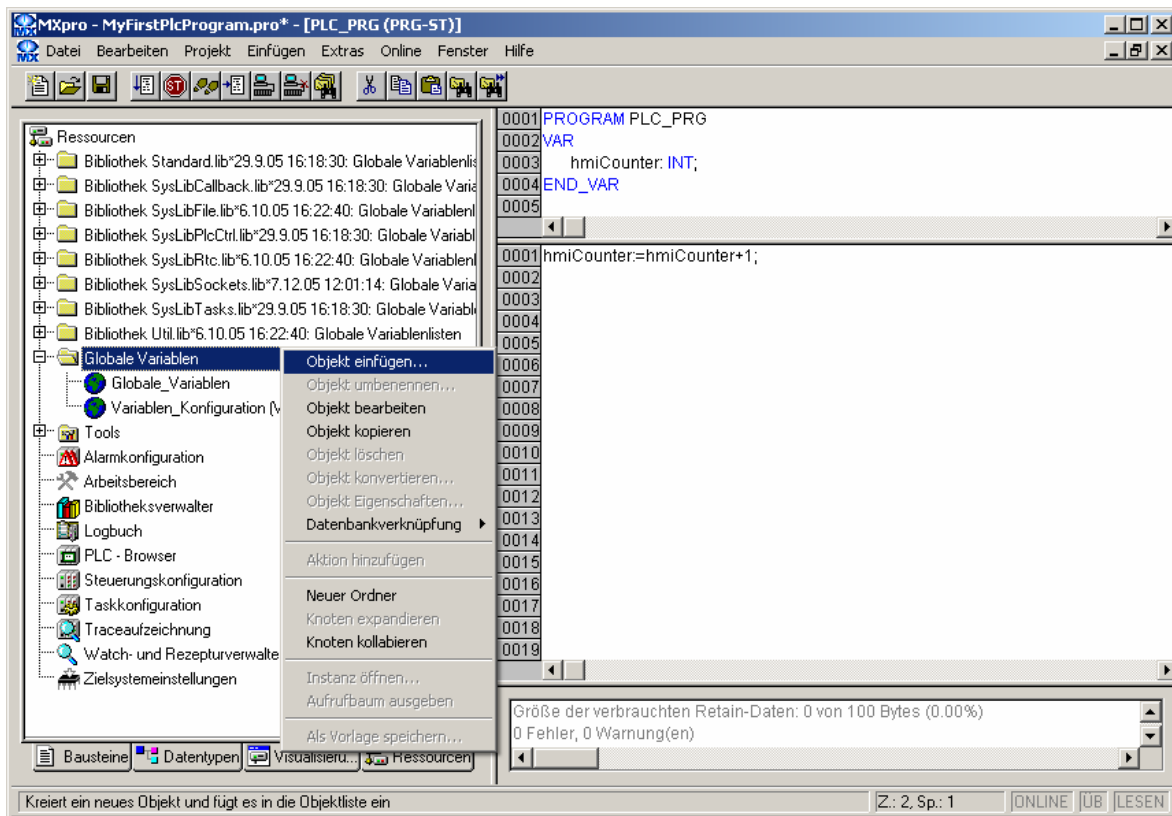 MXpro - MyFirstPlcProgram.pro* - [PLC_PRG (PRG-ST)]
Datei Bearbeiten Projekt Einfügen Extras Online Fenster Hilfe
Ressourcen
Bibliothek Standard.lib*29.9.05 16:18:30: Globale Variablenlis
Bibliothek SysLibCallback.lib*29.9.05 16:18:30: Globale Varia
Bibliothek SysLibFile.lib*6.10.05 16:22:40: Globale Variablenl
Bibliothek SysLibPlcCtrl.lib*29.9.05 16:18:30: Globale Variabl
Bibliothek SysLibRtc.lib*6.10.05 16:22:40: Globale Variablenl
Bibliothek SysLibSockets.lib*7.12.05 12:01:14: Globale Varia
Bibliothek SysLibTasks.lib*29.9.05 16:18:30: Globale Variable
Bibliothek Util.lib*6.10.05 16:22:40: Globale Variablenlisten
Globale Variablen
Globale_Variablen
Variablen_Konfiguration (V
Tools
Alarmkonfiguration
Arbeitsbereich
Bibliotheksverwalter
Logbuch
PLC - Browser
Steuerungskonfiguration
Taskkonfiguration
Traceaufzeichnung
Watch- und Rezepturverwalte
Zielsystemeinstellungen
Objekt einfügen...
Objekt umbenennen...
Objekt bearbeiten
Objekt kopieren
Objekt löschen
Objekt konvertieren...
Objekt Eigenschaften...
Datenbankverknüpfung
Aktion hinzufügen
Neuer Ordner
Knoten expandieren
Knoten kollabieren
Instanz öffnen...
Aufrufbaum ausgeben
Als Vorlage speichern...
Bausteine Datentypen Visualisieru... Ressourcen
0001 PROGRAM PLC_PRG
0002 VAR
0003 hmiCounter: INT;
0004 END_VAR
0005
0001 hmiCounter:=hmiCounter+1;
0002
0003
0004
0005
0006
0007
0008
0009
0010
0011
0012
0013
0014
0015
0016
0017
0018
0019
Größe der verbrauchten Retain-Daten: 0 von 100 Bytes (0.00%)
0 Fehler, 0 Warnung(en)
Kreiert ein neues Objekt und fügt es in die Objektliste ein
Z.: 2, Sp.: 1 ONLINE ÜB LESEN